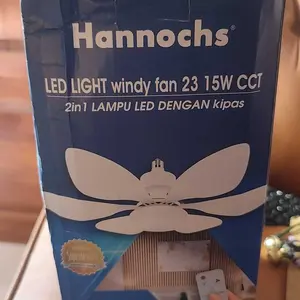 Hannochs®
LED LIGHT windy fan 23 15W CCT
2in1 LAMPU LED DENGAN kipas